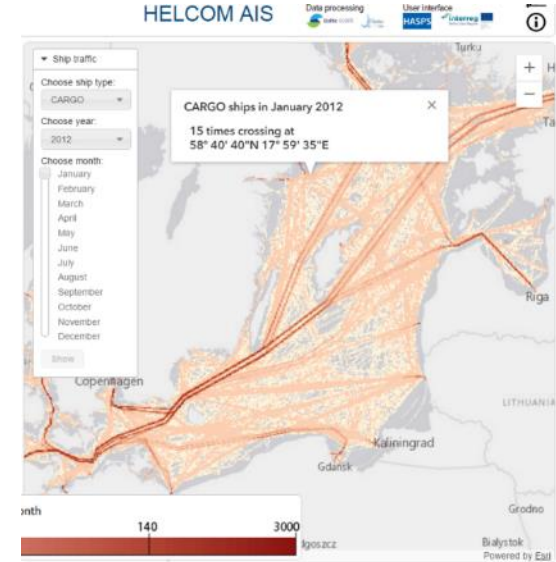 HELCOM AIS
Data processing
User interface
HASPS
Interreg
Ship traffic
Choose ship type:
CARGO
Choose year:
2012
Choose month:
January
February
March
April
May
June
July
August
September
October
November
December
Show
CARGO ships in January 2012
×
15 times crossing at
58° 40' 40"N 17° 59' 35"E
+
−
Turku
H
Ta
Riga
Copenhagen
LITHUANIA
Kaliningrad
Gdańsk
Grodno
Bialystok
dgoszcz
Powered by Esri
onth
140
3000